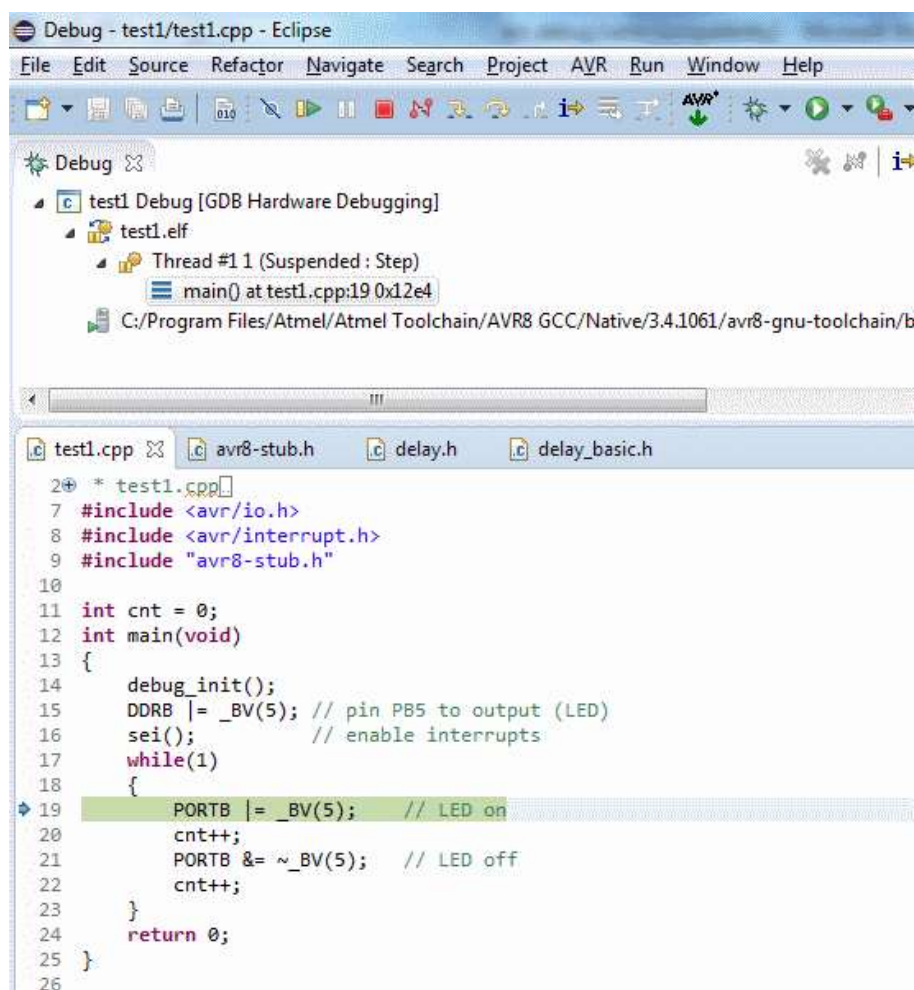 Debug - test1/test1.cpp - Eclipse
File Edit Source Refactor Navigate Search Project AVR Run Window Help
010 AVR
Debug
test1 Debug [GDB Hardware Debugging]
test1.elf
Thread #1 1 (Suspended : Step)
main() at test1.cpp:19 0x12e4
C:/Program Files/Atmel/Atmel Toolchain/AVR8 GCC/Native/3.4.1061/avr8-gnu-toolchain/b
test1.cpp avr8-stub.h delay.h delay_basic.h
2 * test1.cpp
7 #include <avr/io.h>
8 #include <avr/interrupt.h>
9 #include "avr8-stub.h"
10
11 int cnt = 0;
12 int main(void)
13 {
14 debug_init();
15 DDRB |= _BV(5); // pin PB5 to output (LED)
16 sei(); // enable interrupts
17 while(1)
18 {
19 PORTB |= _BV(5); // LED on
20 cnt++;
21 PORTB &= ~_BV(5); // LED off
22 cnt++;
23 }
24 return 0;
25 }
26